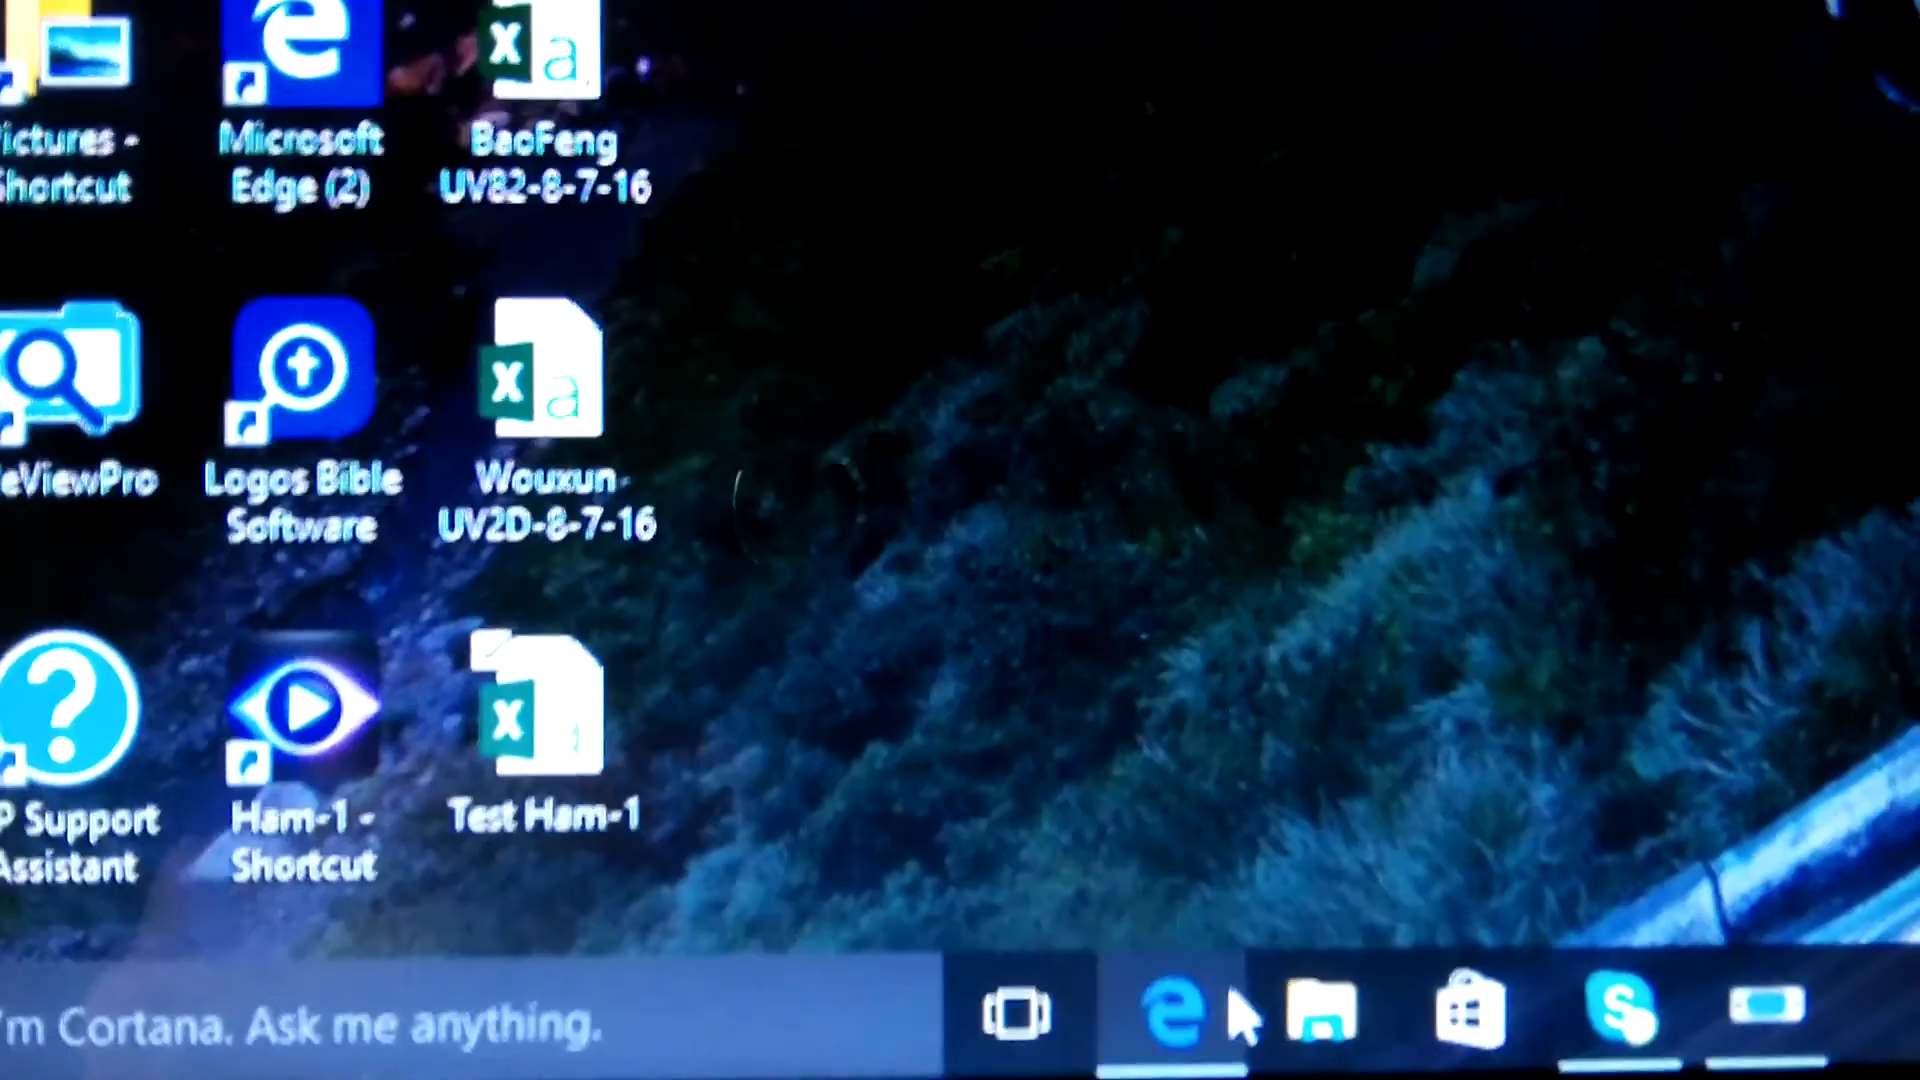 ictures -
Shortcut
Microsoft
Edge (2)
BaoFeng
UV82-8-7-16
eViewPro
Logos Bible
Software
Wouxun-
UV2D-8-7-16
P Support
Assistant
Ham-1 -
Shortcut
Test Ham-1
'm Cortana. Ask me anything.